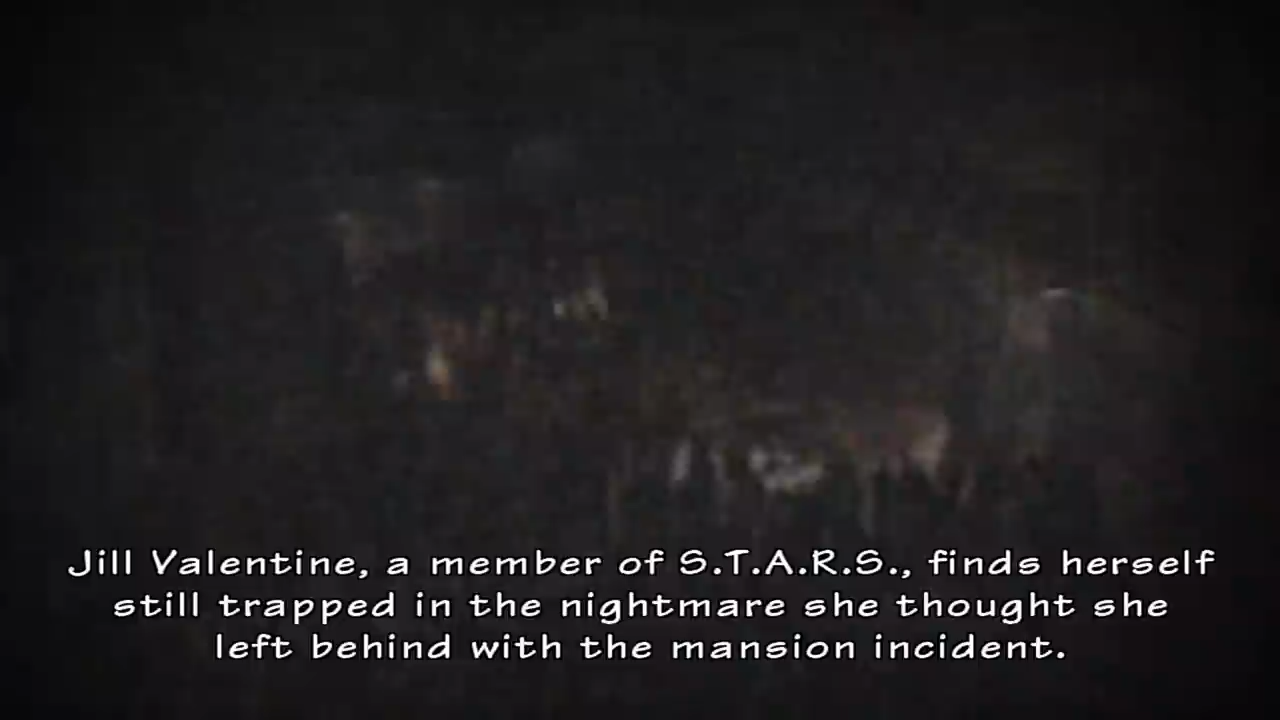 Jill Valentine, a member of S.T.A.R.S., finds herself
still trapped in the nightmare she thought she
left behind with the mansion incident.